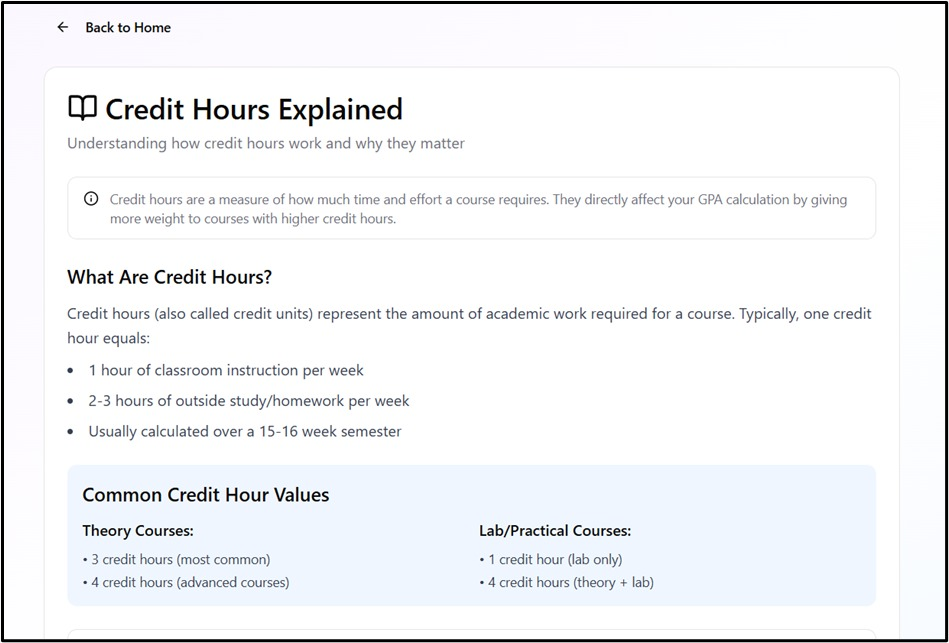 Back to Home
Credit Hours Explained
Understanding how credit hours work and why they matter
Credit hours are a measure of how much time and effort a course requires. They directly affect your GPA calculation by giving
more weight to courses with higher credit hours.
What Are Credit Hours?
Credit hours (also called credit units) represent the amount of academic work required for a course. Typically, one credit
hour equals:
• 1 hour of classroom instruction per week
• 2-3 hours of outside study/homework per week
• Usually calculated over a 15-16 week semester
Common Credit Hour Values
Theory Courses:
• 3 credit hours (most common)
• 4 credit hours (advanced courses)
Lab/Practical Courses:
• 1 credit hour (lab only)
• 4 credit hours (theory + lab)